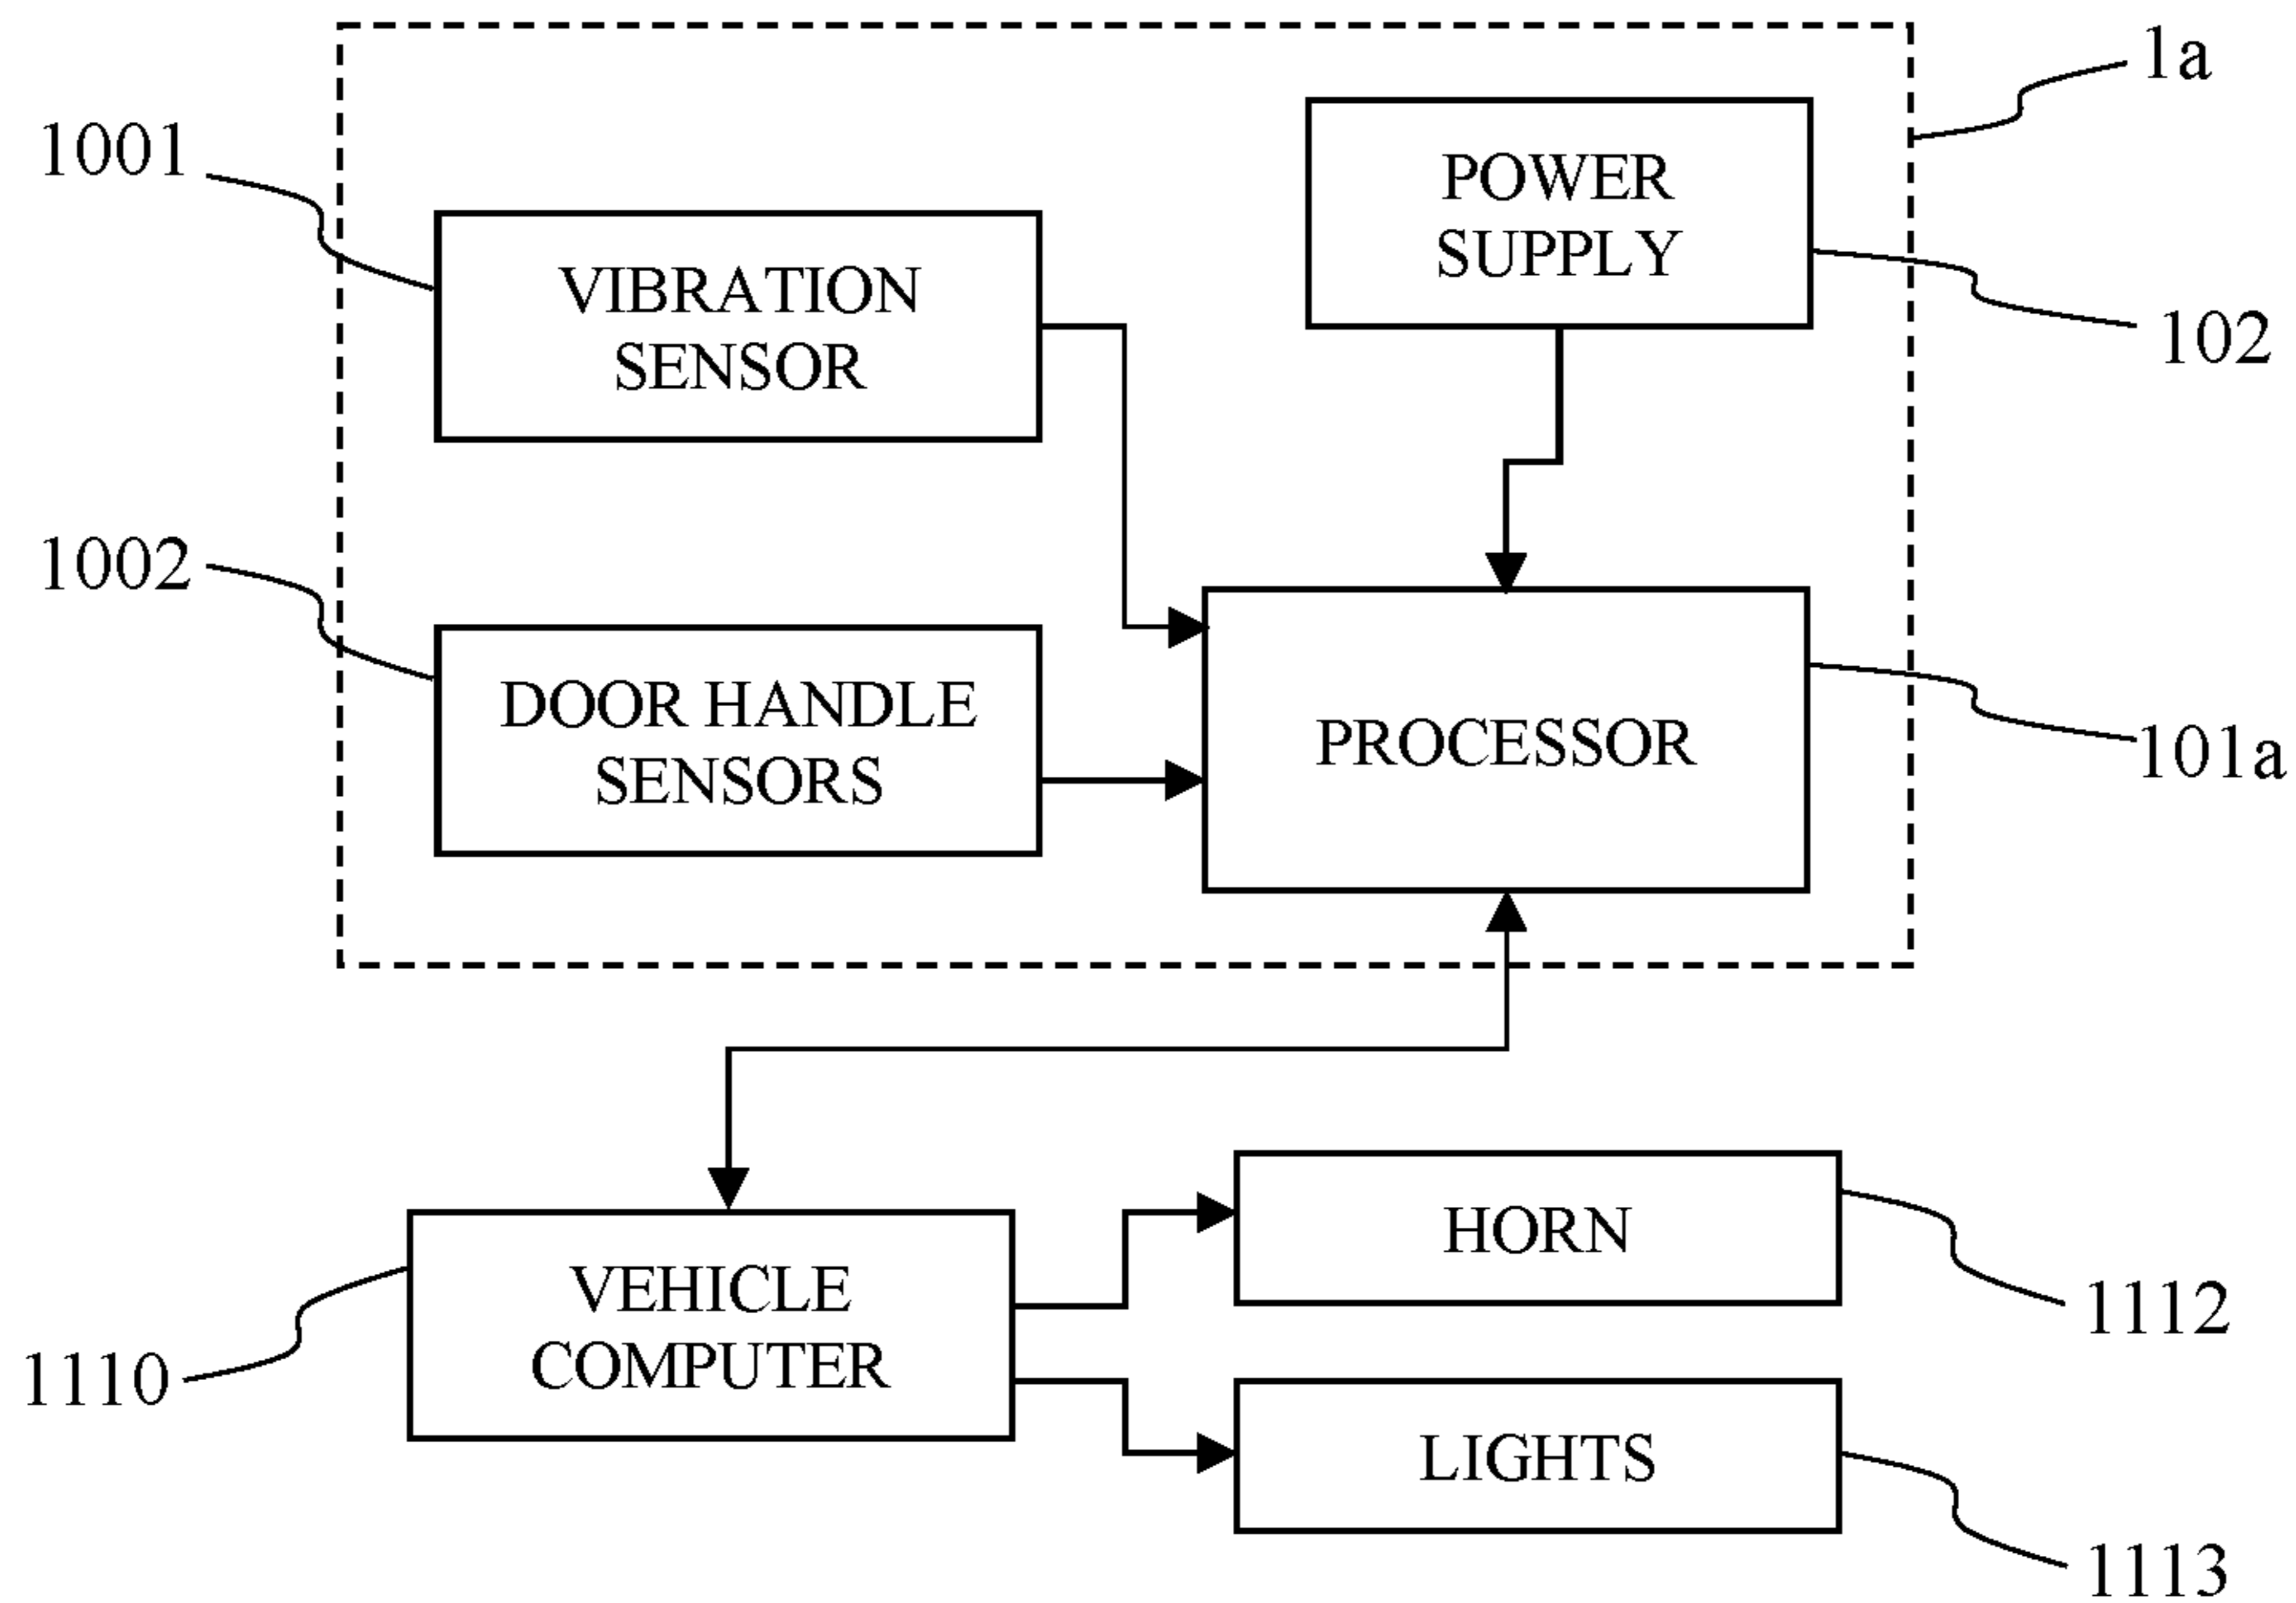 1a
1001
POWER
SUPPLY
VIBRATION
SENSOR
102
1002
DOOR HANDLE
SENSORS
PROCESSOR
101a
HORN
VEHICLE
COMPUTER
1112
1110
LIGHTS
1113